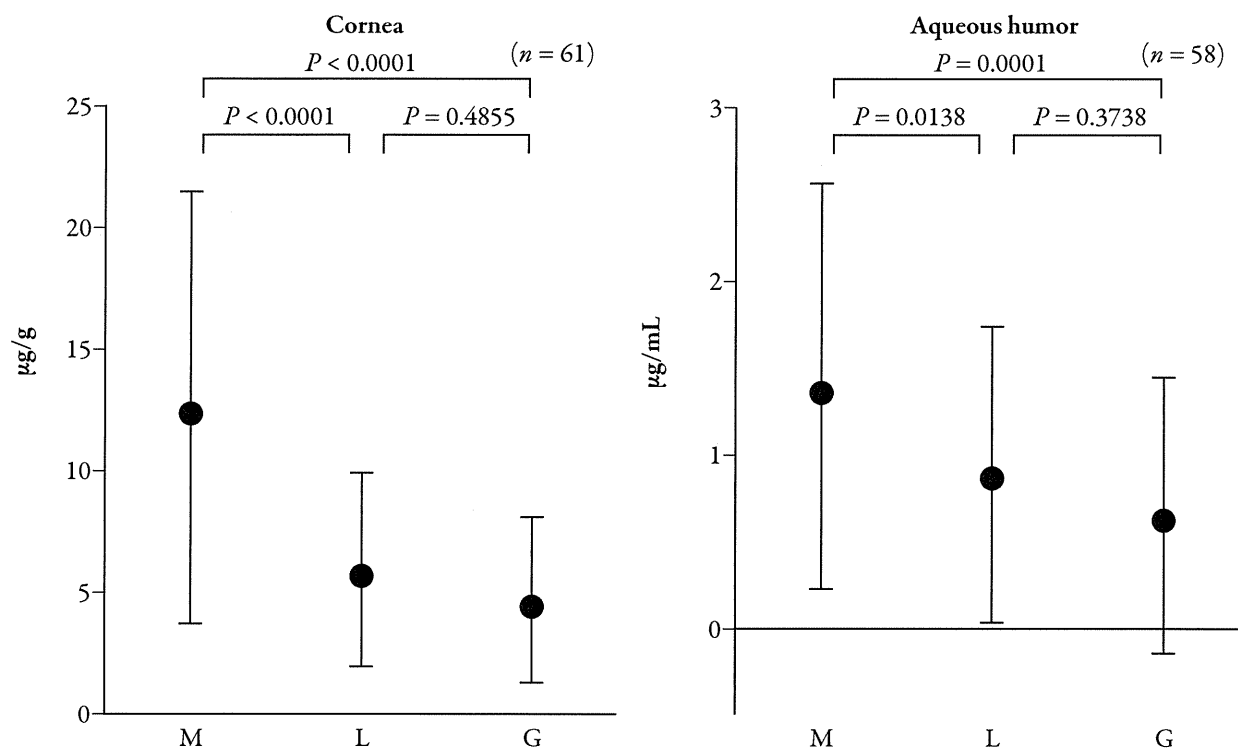 Cornea
(n = 61)
P < 0.0001
P < 0.0001
P = 0.4855
25
20
15
10
5
0
µg/g
M
L
G
Aqueous humor
(n = 58)
P = 0.0001
P = 0.0138
P = 0.3738
3
2
1
0
µg/mL
M
L
G